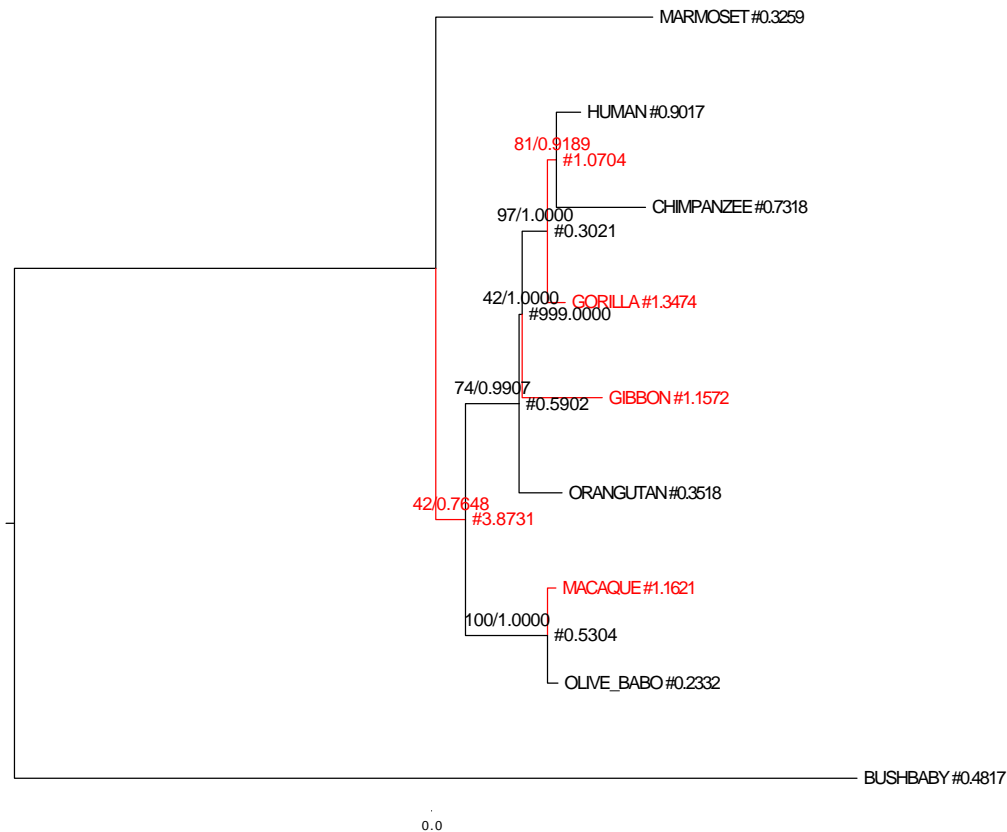 MARMOSET #0.3259
HUMAN #0.9017
81/0.9189
#1.0704
CHIMPANZEE #0.7318
97/1.0000
#0.3021
42/1.0000
GORILLA #1.3474
#999.0000
74/0.9907
GIBBON #1.1572
#0.5902
ORANGUTAN #0.3518
42/0.7648
#3.8731
MACAQUE #1.1621
100/1.0000
#0.5304
OLIVE_BABO #0.2332
BUSHBABY #0.4817
0.0